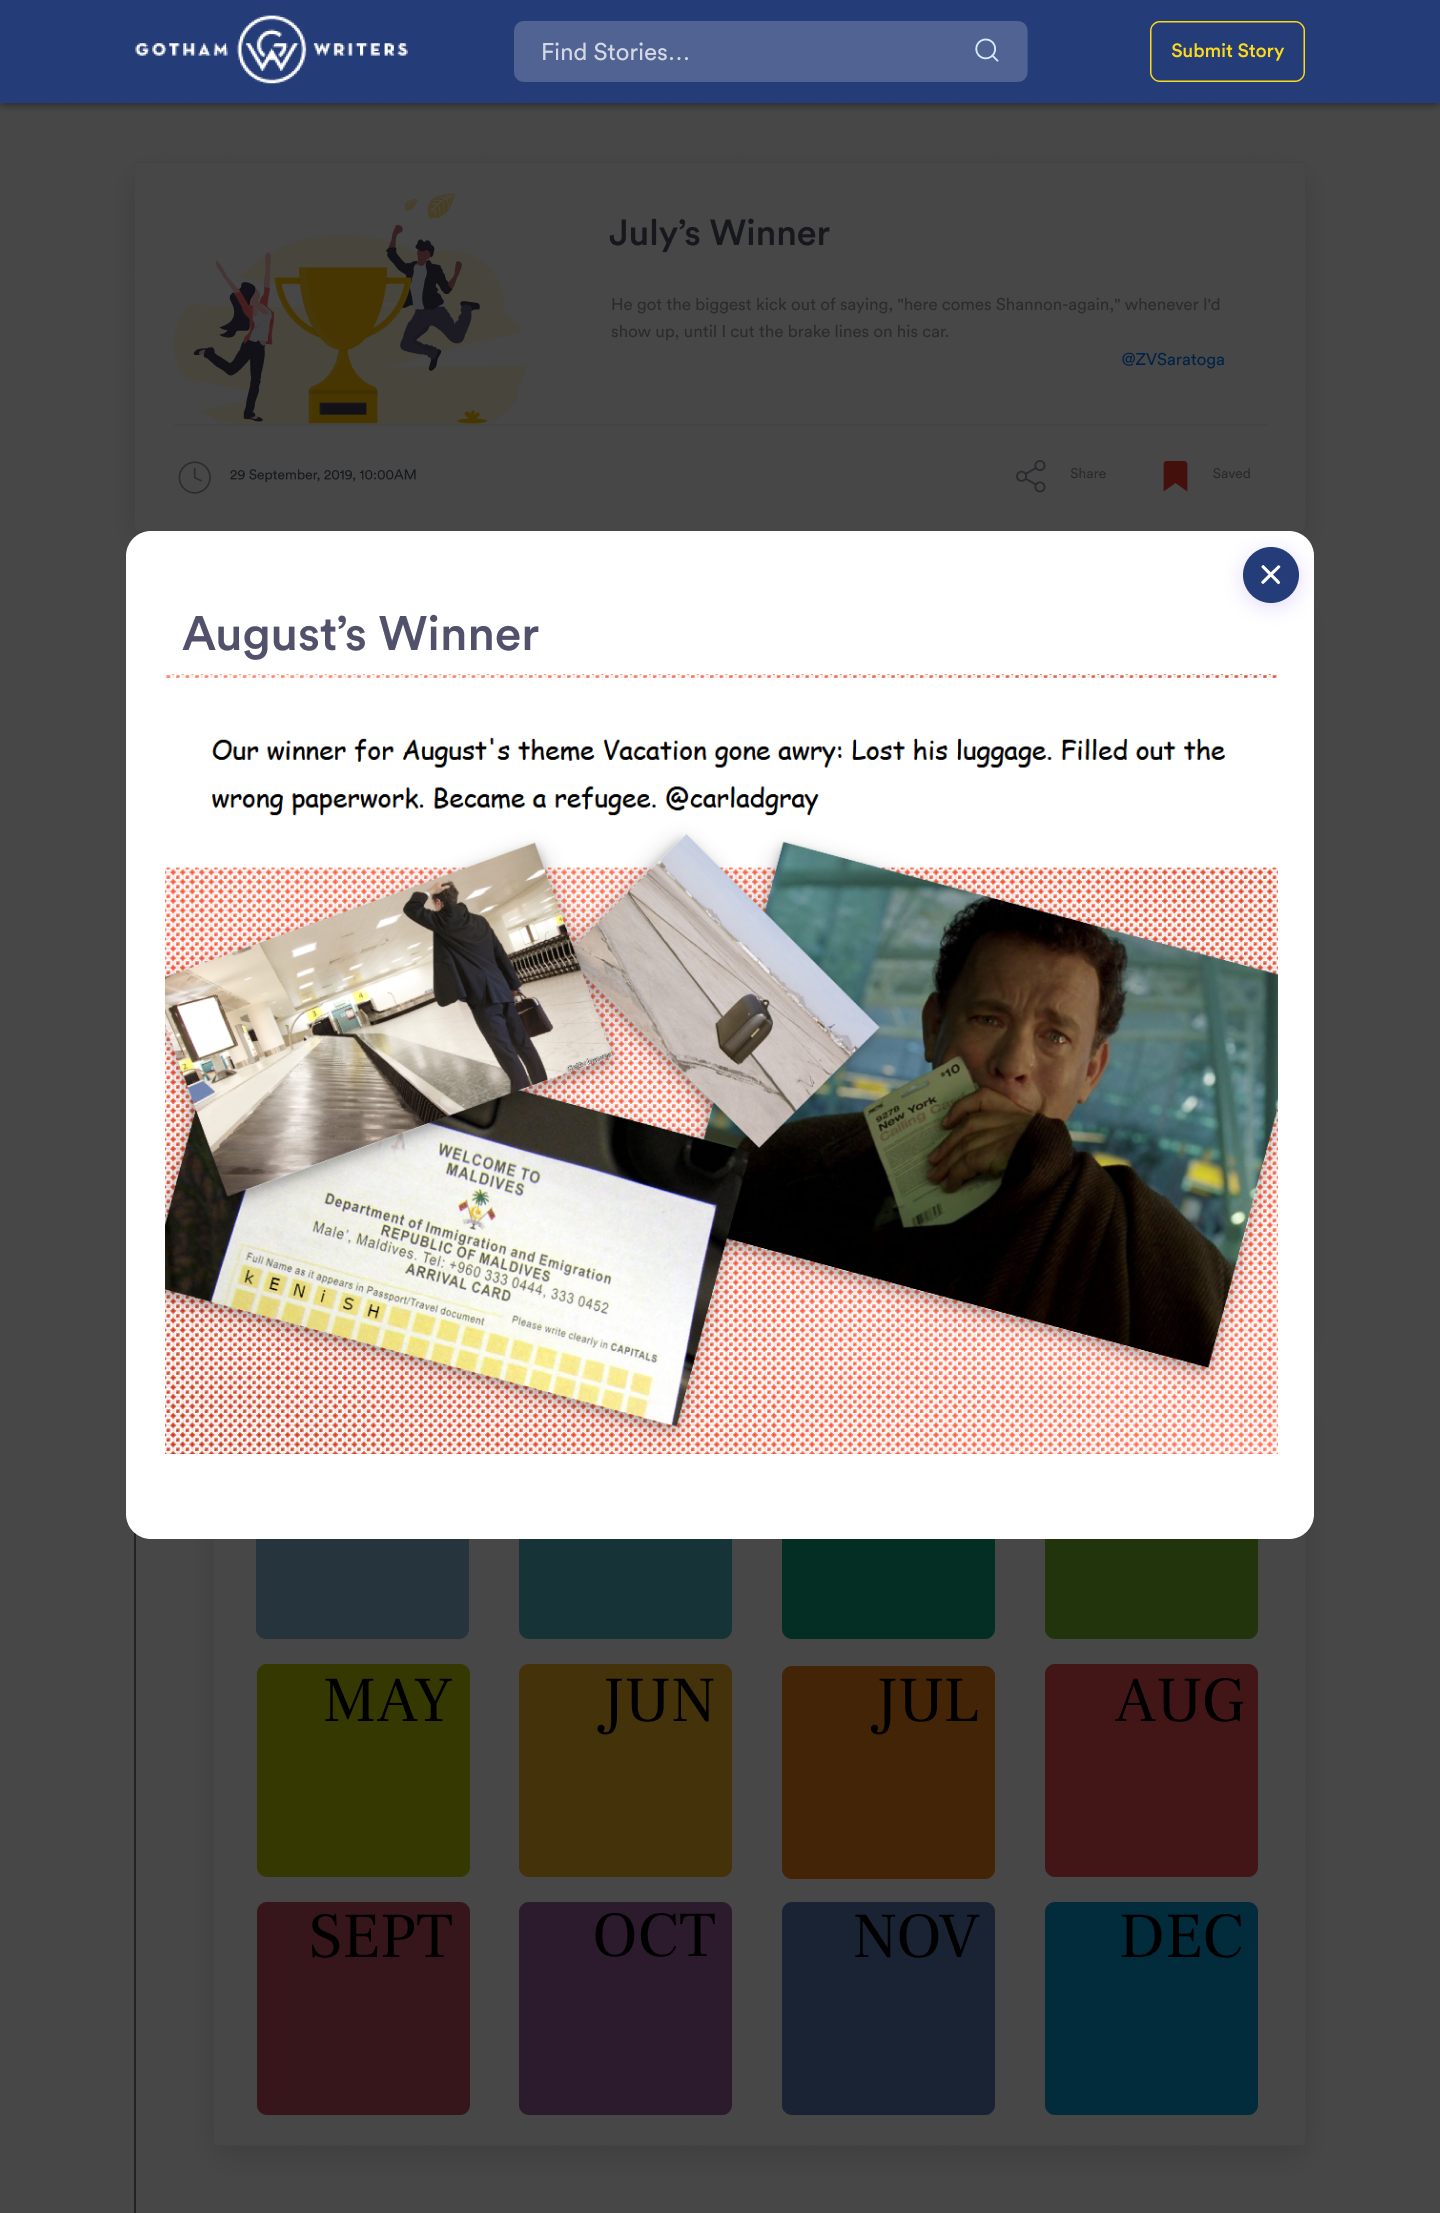 GOTHAM GW WRITERS
Find Stories...
Submit Story
July's Winner
He got the biggest kick out of saying, "here comes Shannon-again," whenever I'd
show up, until I cut the brake lines on his car.
@ZVSaratoga
29 September, 2019, 10:00AM
Share
Saved
August's Winner
Our winner for August's theme Vacation gone awry: Lost his luggage. Filled out the
wrong paperwork. Became a refugee. @carladgray
$10
9276
New York
Calling Card
WELCOME TO
MALDIVES
Department of Immigration and Emigration
REPUBLIC OF MALDIVES
Male', Maldives. Tel: +960 333 0444, 333 0452
ARRIVAL CARD
Full Name as it appears in Passport/Travel document
Please write clearly in CAPITALS
kENiSH
MAY
JUN
JUL
AUG
SEPT
OCT
NOV
DEC